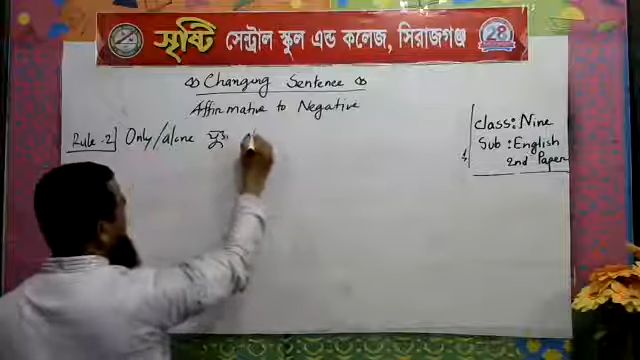 সৃষ্টি সেন্ট্রাল স্কুল এন্ড কলেজ, সিরাজগঞ্জ
28
Changing Sentence
Affirmative to Negative
Rule-2 Only/alone যুক্ত
Class: Nine
Sub: English
2nd Paper